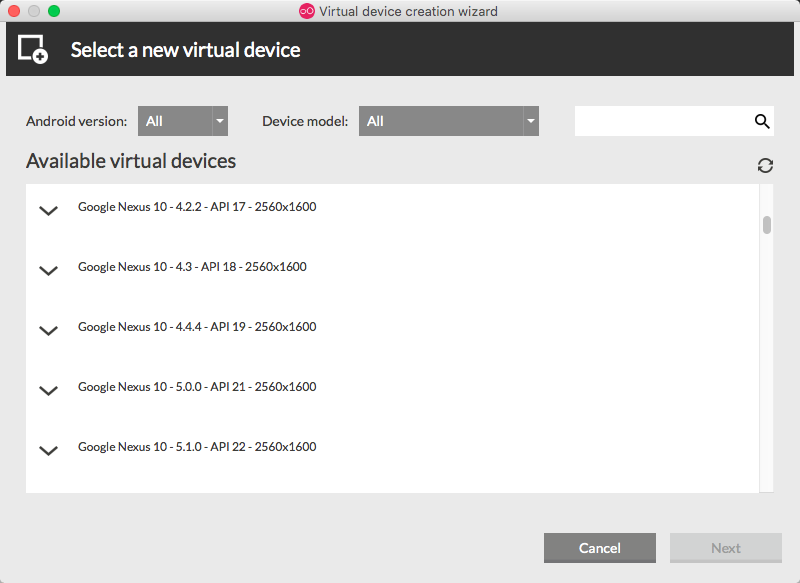 Virtual device creation wizard
Select a new virtual device
Android version: All Device model: All
Available virtual devices
Google Nexus 10 - 4.2.2 - API 17 - 2560x1600
Google Nexus 10 - 4.3 - API 18 - 2560x1600
Google Nexus 10 - 4.4.4 - API 19 - 2560x1600
Google Nexus 10 - 5.0.0 - API 21 - 2560x1600
Google Nexus 10 - 5.1.0 - API 22 - 2560x1600
Cancel Next